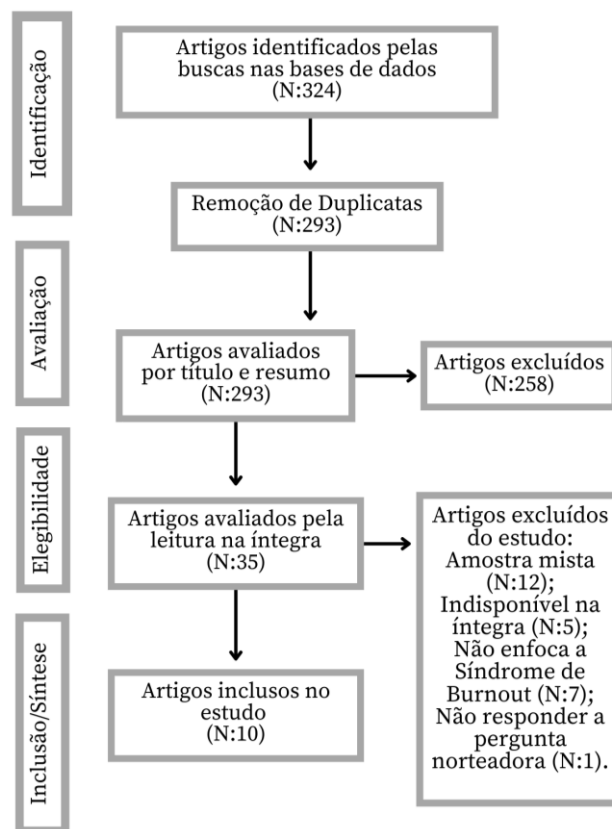 Identificação
Artigos identificados pelas
buscas nas bases de dados
(N:324)
Remoção de Duplicatas
(N:293)
Avaliação
Artigos avaliados
por título e resumo
(N:293)
Artigos excluídos
(N:258)
Elegibilidade
Artigos avaliados pela
leitura na íntegra
(N:35)
Artigos excluídos
do estudo:
Amostra mista
(N:12);
Indisponível na
íntegra (N:5);
Não enfoca a
Síndrome de
Burnout (N:7);
Não responder a
pergunta
norteadora (N:1).
Inclusão/Síntese
Artigos inclusos no
estudo
(N:10)